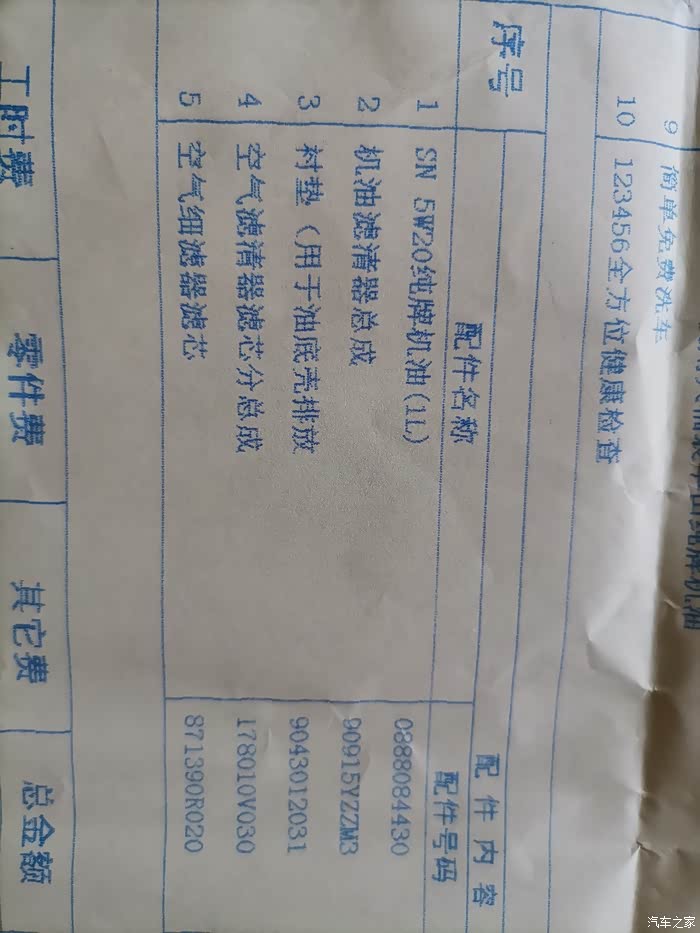 9 简单免费洗车
10 123456全方位健康检查
配件内容
序号 配件名称 配件号码
1 SN 5W20纯牌机油(1L) 0888084430
2 机油滤清器总成 90915YZZM3
3 衬垫（用于油底壳排放 9043012031
4 空气滤清器滤芯分总成 178010V030
5 空气细滤器滤芯 871390R020
工时费 零件费 其它费 总金额
汽车之家